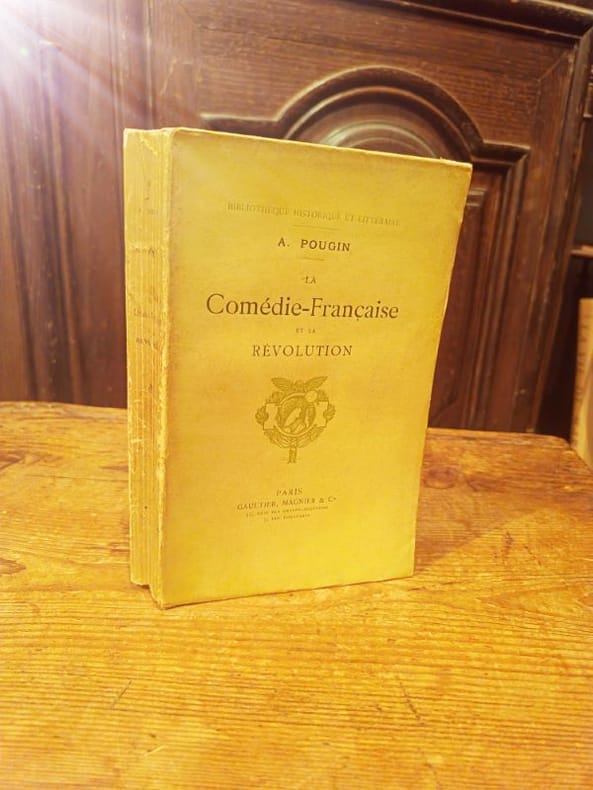 BIBLIOTHÈQUE HISTORIQUE ET LITTÉRAIRE
A. POUGIN
LA
Comédie-Française
ET LA
RÉVOLUTION
PARIS
GAULTIER, MAGNIER & Cie